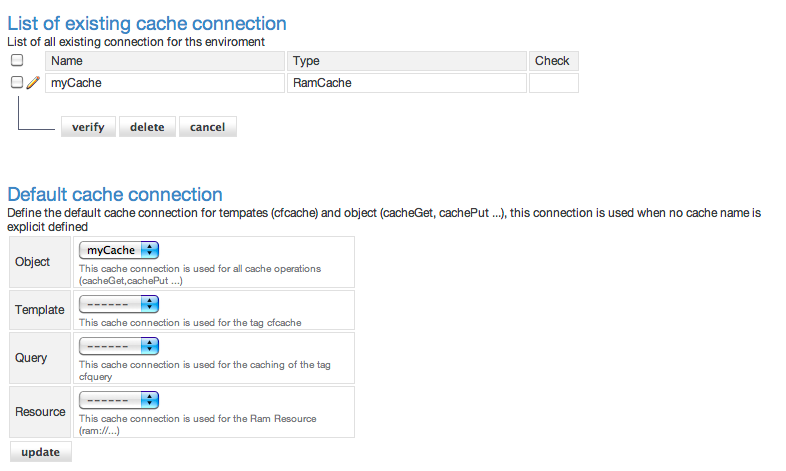 List of existing cache connection
List of all existing connection for ths enviroment
Name Type Check
myCache RamCache
verify delete cancel
Default cache connection
Define the default cache connection for tempates (cfcache) and object (cacheGet, cachePut ...), this connection is used when no cache name is
explicit defined
Object myCache
This cache connection is used for all cache operations
(cacheGet,cachePut ...)
Template ------
This cache connection is used for the tag cfcache
Query ------
This cache connection is used for the caching of the tag
cfquery
Resource ------
This cache connection is used for the Ram Resource
(ram://...)
update